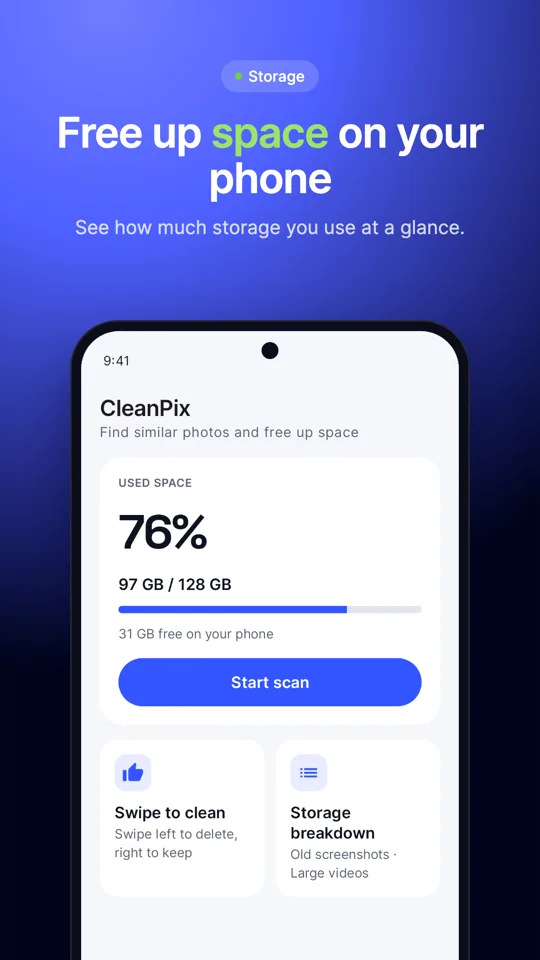 Storage
Free up space on your
phone
See how much storage you use at a glance.
9:41
CleanPix
Find similar photos and free up space
USED SPACE
76%
97 GB / 128 GB
31 GB free on your phone
Start scan
Swipe to clean
Swipe left to delete,
right to keep
Storage
breakdown
Old screenshots ·
Large videos